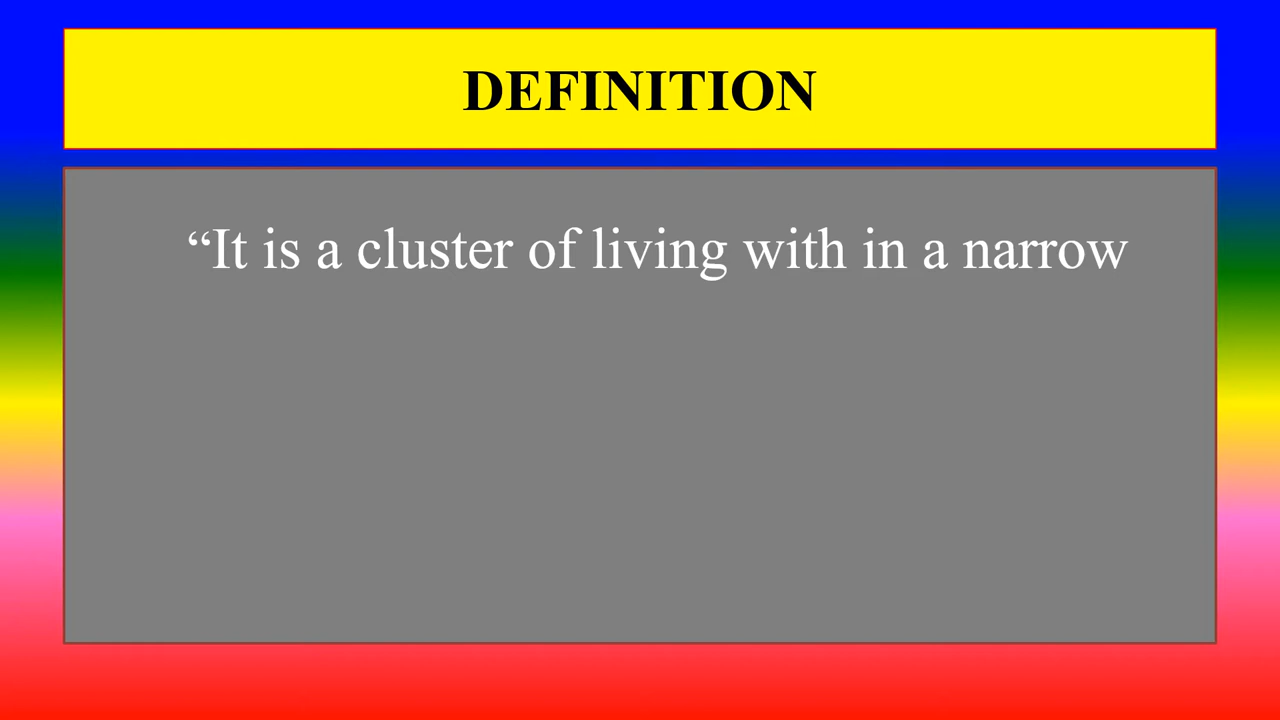 DEFINITION
“It is a cluster of living with in a narrow